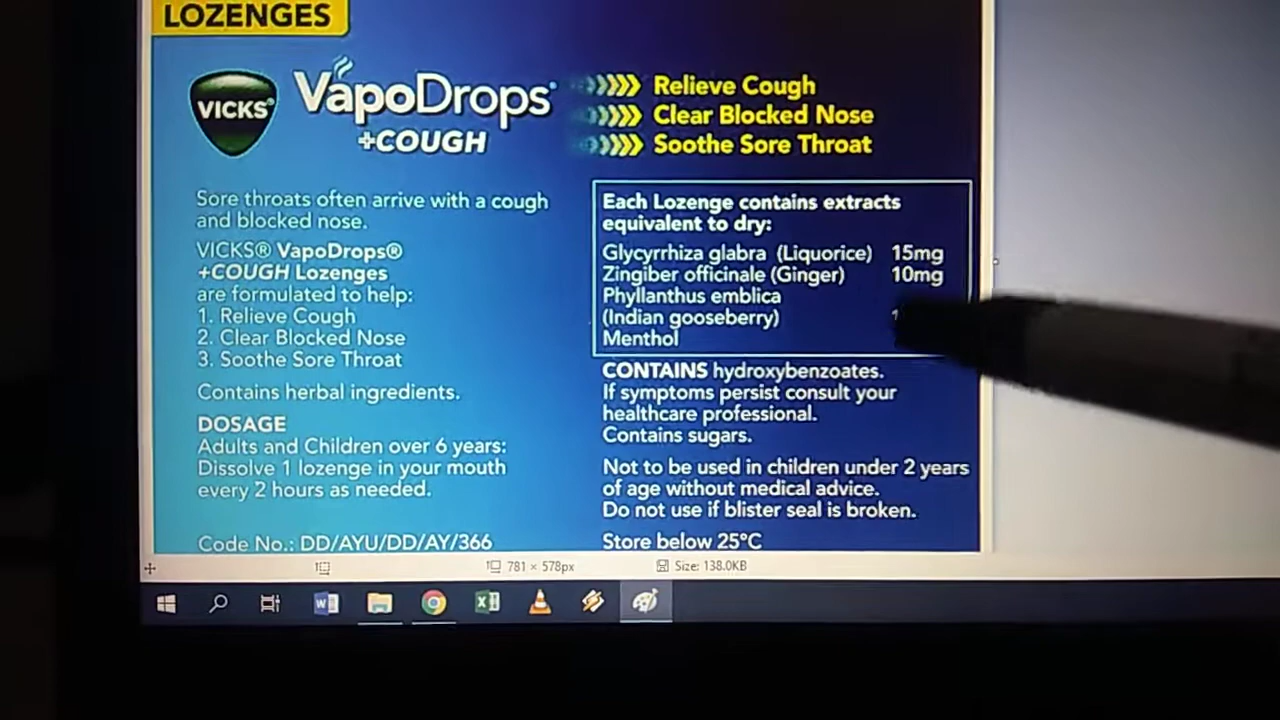 LOZENGES
VICKS®
VapoDrops®
+COUGH
Relieve Cough
Clear Blocked Nose
Soothe Sore Throat
Sore throats often arrive with a cough
and blocked nose.
VICKS® VapoDrops®
+COUGH Lozenges
are formulated to help:
1. Relieve Cough
2. Clear Blocked Nose
3. Soothe Sore Throat
Contains herbal ingredients.
DOSAGE
Adults and Children over 6 years:
Dissolve 1 lozenge in your mouth
every 2 hours as needed.
Code No.: DD/AYU/DD/AY/366
Each Lozenge contains extracts
equivalent to dry:
Glycyrrhiza glabra (Liquorice) 15mg
Zingiber officinale (Ginger) 10mg
Phyllanthus emblica
(Indian gooseberry)
Menthol
CONTAINS hydroxybenzoates.
If symptoms persist consult your
healthcare professional.
Contains sugars.
Not to be used in children under 2 years
of age without medical advice.
Do not use if blister seal is broken.
Store below 25°C
781 × 578px
Size: 138.0KB